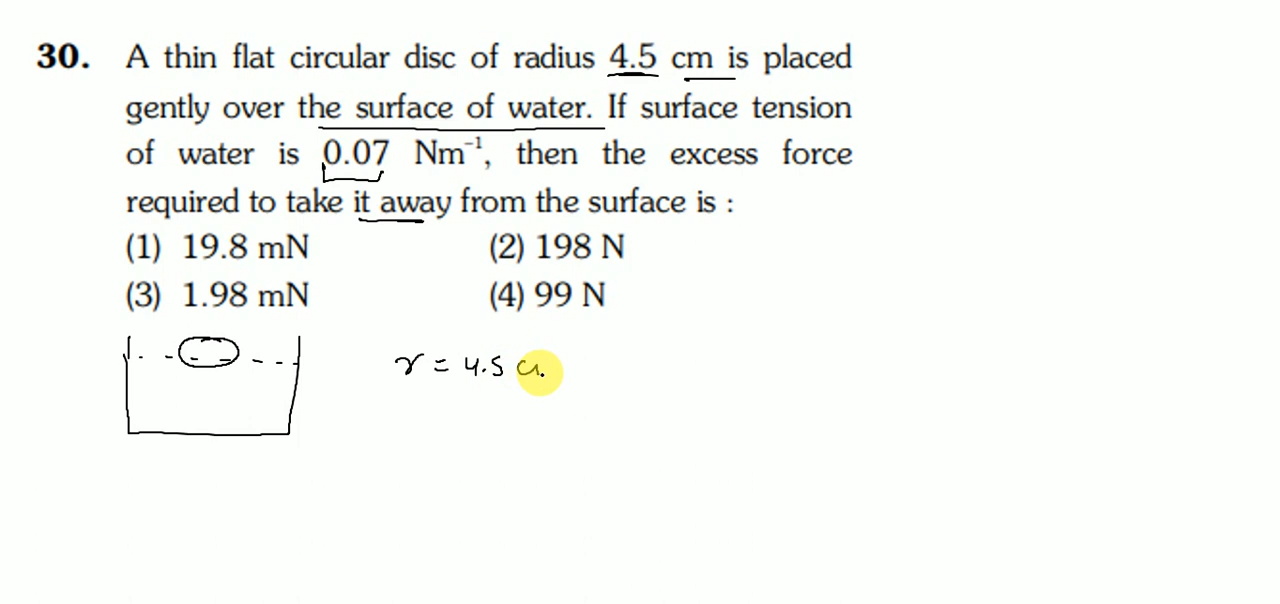 30. A thin flat circular disc of radius 4.5 cm is placed
gently over the surface of water. If surface tension
of water is 0.07 Nm⁻¹, then the excess force
required to take it away from the surface is :
(1) 19.8 mN (2) 198 N
(3) 1.98 mN (4) 99 N
r = 4.5 c